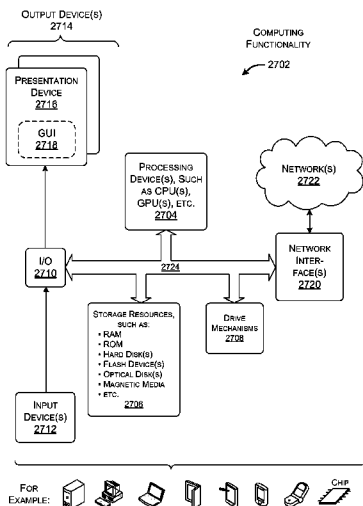 OUTPUT DEVICE(S)
2714
COMPUTING
FUNCTIONALITY
2702
PRESENTATION
DEVICE
2716
GUI
2718
PROCESSING
DEVICE(S), SUCH
AS CPU(S),
GPU(S), ETC.
2704
NETWORK(S)
2722
I/O
2710
2724
NETWORK
INTER-
FACE(S)
2720
STORAGE RESOURCES,
SUCH AS:
• RAM
• ROM
• HARD DISK(S)
• FLASH DEVICE(S)
• OPTICAL DISK(S)
• MAGNETIC MEDIA
• ETC.
2706
DRIVE
MECHANISMS
2708
INPUT
DEVICE(S)
2712
FOR
EXAMPLE:
CHIP